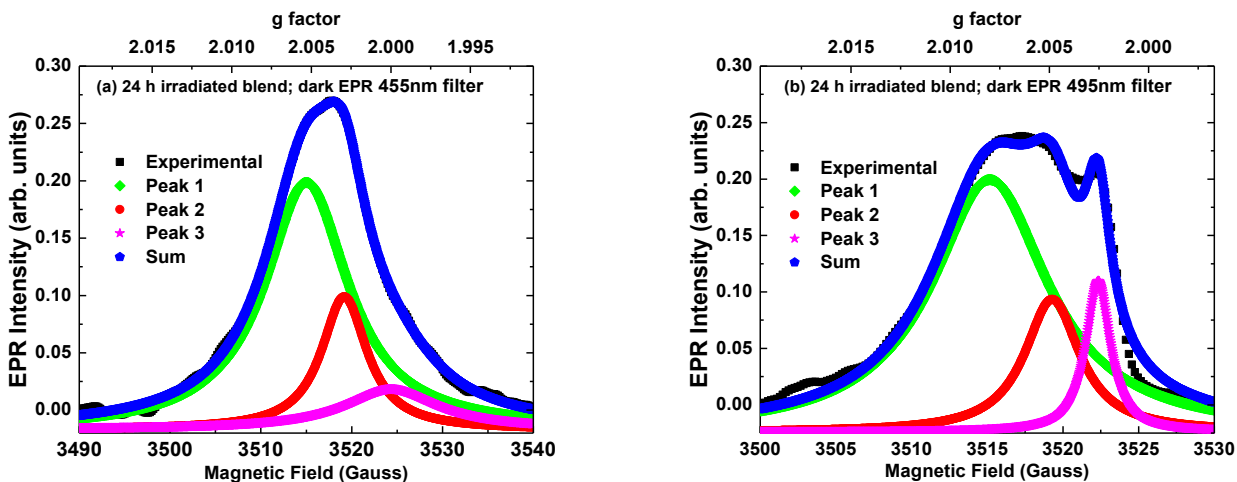 g factor
2.015 2.010 2.005 2.000 1.995
0.30
0.25
0.20
0.15
0.10
0.05
0.00
EPR Intensity (arb. units)
(a) 24 h irradiated blend; dark EPR 455nm filter
Experimental
Peak 1
Peak 2
Peak 3
Sum
3490 3500 3510 3520 3530 3540
Magnetic Field (Gauss)
g factor
2.015 2.010 2.005 2.000
0.30
0.25
0.20
0.15
0.10
0.05
0.00
EPR Intensity (arb. units)
(b) 24 h irradiated blend; dark EPR 495nm filter
Experimental
Peak 1
Peak 2
Peak 3
Sum
3500 3505 3510 3515 3520 3525 3530
Magnetic Field (Gauss)